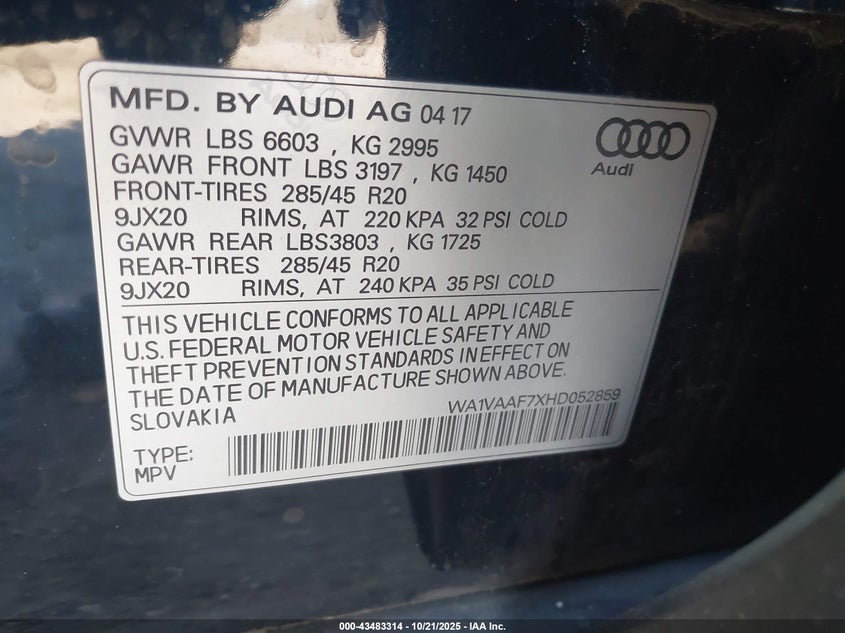 MFD. BY AUDI AG 04 17
GVWR LBS 6603 , KG 2995
GAWR FRONT LBS 3197 , KG 1450
FRONT-TIRES 285/45 R20
9JX20 RIMS, AT 220 KPA 32 PSI COLD
GAWR REAR LBS3803 , KG 1725
REAR-TIRES 285/45 R20
9JX20 RIMS, AT 240 KPA 35 PSI COLD
Audi
THIS VEHICLE CONFORMS TO ALL APPLICABLE
U.S. FEDERAL MOTOR VEHICLE SAFETY AND
THEFT PREVENTION STANDARDS IN EFFECT ON
THE DATE OF MANUFACTURE SHOWN ABOVE.
SLOVAKIA WA1VAAF7XHD052859
TYPE:
MPV
000-43483314 - 10/21/2025 - IAA Inc.